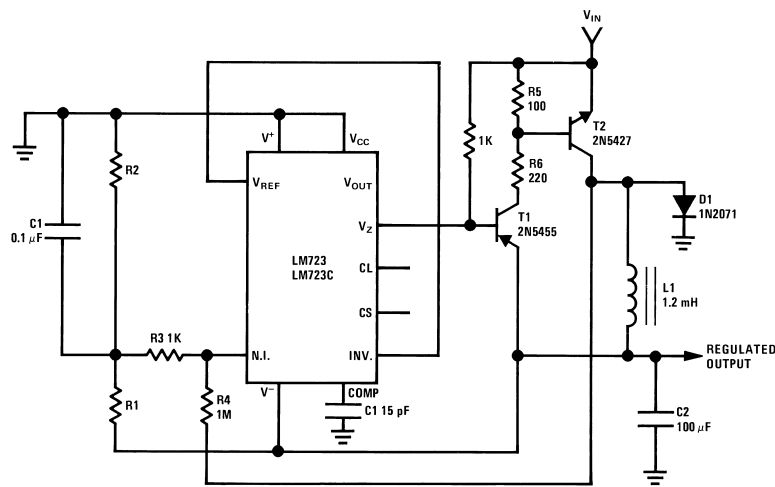 VIN
R5
100
T2
2N5427
1K
R6
220
V+
VCC
R2
VREF
VOUT
C1
0.1 µF
VZ
T1
2N5455
D1
1N2071
LM723
LM723C
CL
CS
L1
1.2 mH
R3 1K
N.I.
INV.
REGULATED
OUTPUT
R1
R4
1M
V−
COMP
C1 15 pF
C2
100 µF